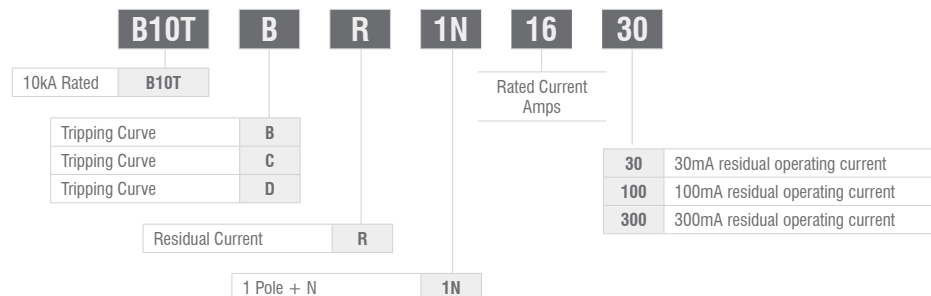 B10T B R 1N 16 30
10kA Rated B10T
Rated Current
Amps
Tripping Curve B
Tripping Curve C
Tripping Curve D
30 30mA residual operating current
100 100mA residual operating current
300 300mA residual operating current
Residual Current R
1 Pole + N 1N